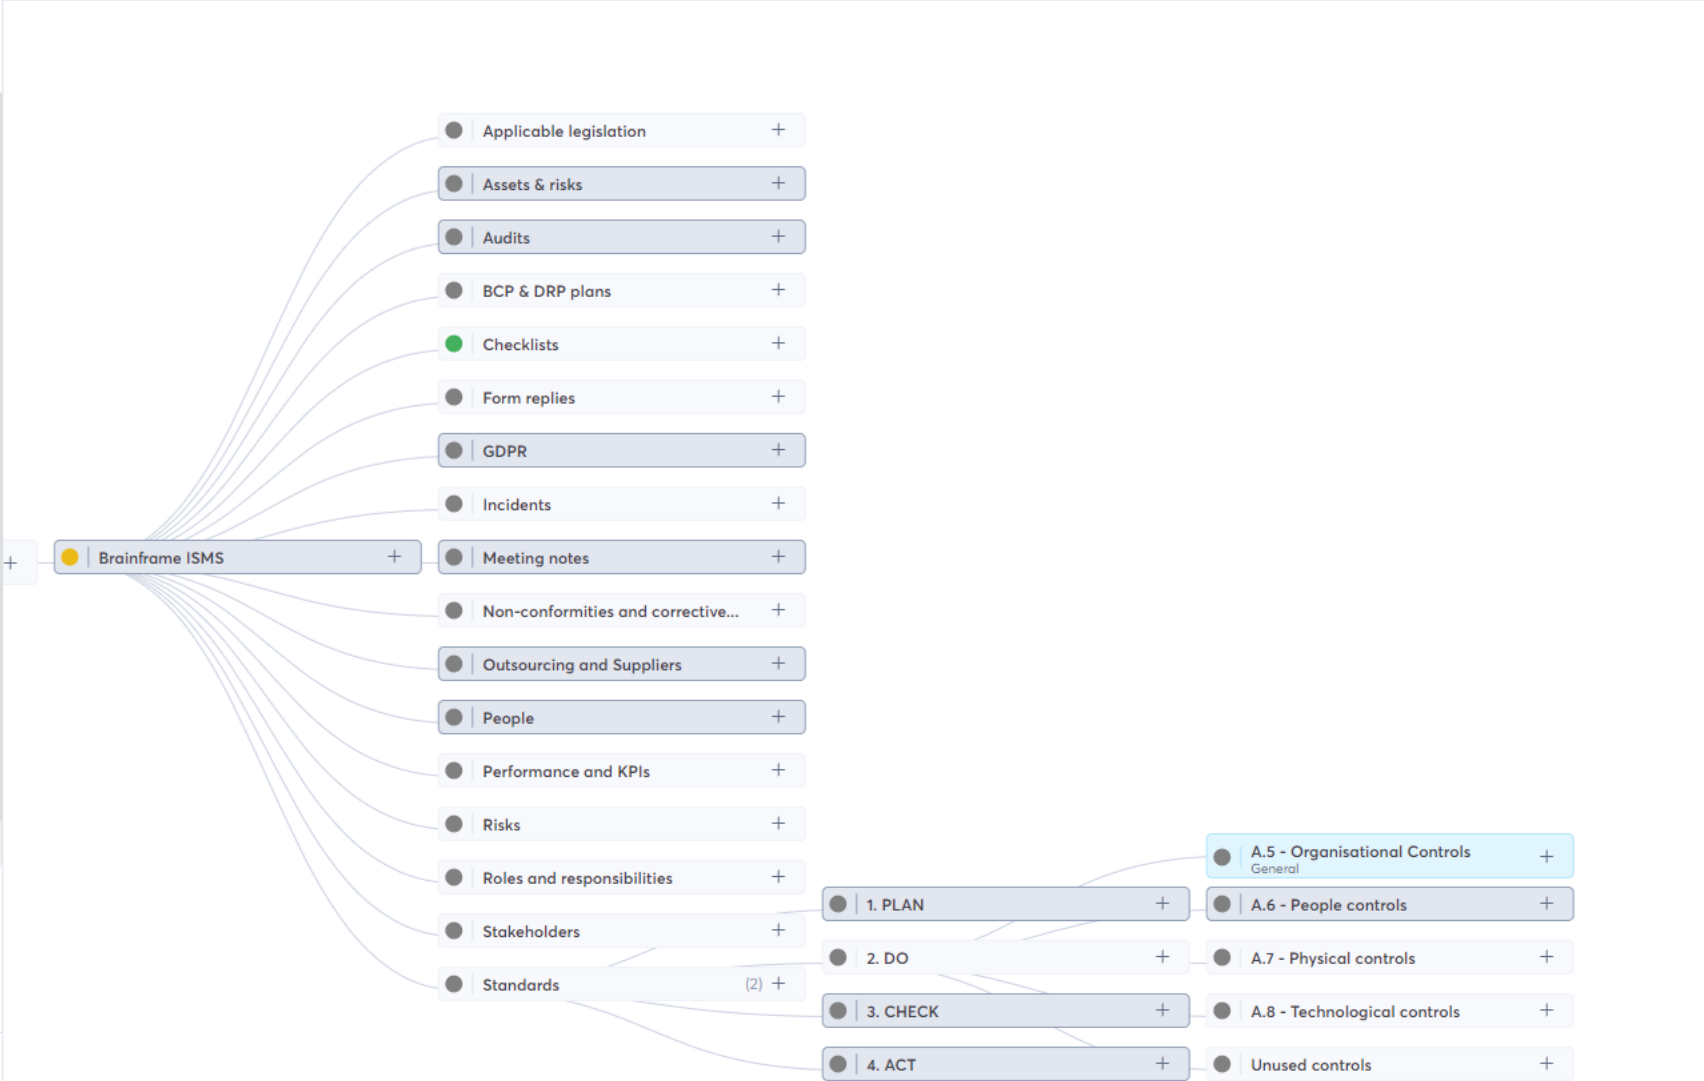 Applicable legislation
Assets & risks
Audits
BCP & DRP plans
Checklists
Form replies
GDPR
Incidents
Brainframe ISMS
Meeting notes
Non-conformities and corrective...
Outsourcing and Suppliers
People
Performance and KPIs
Risks
Roles and responsibilities
Stakeholders
Standards (2)
1. PLAN
2. DO
3. CHECK
4. ACT
A.5 - Organisational Controls
General
A.6 - People controls
A.7 - Physical controls
A.8 - Technological controls
Unused controls